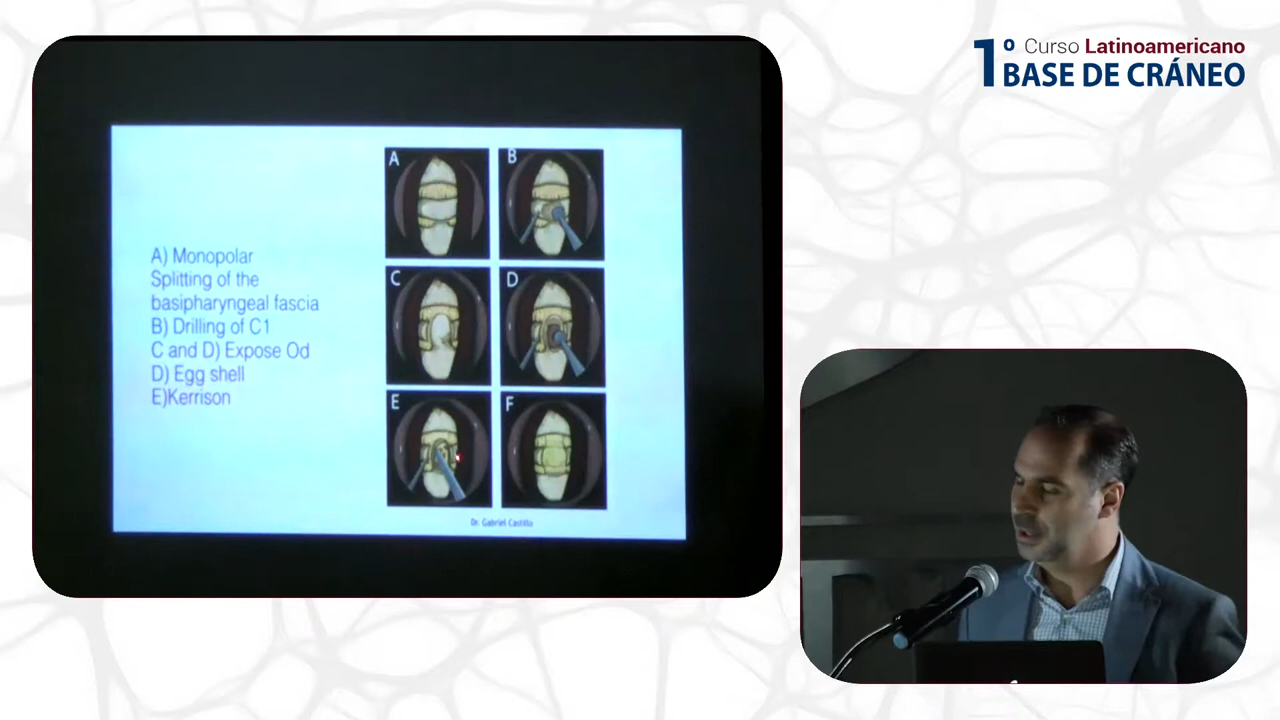 1º Curso Latinoamericano
BASE DE CRÁNEO
A) Monopolar
Splitting of the
basipharyngeal fascia
B) Drilling of C1
C and D) Expose Od
D) Egg shell
E)Kerrison
A
B
C
D
E
F
Dr. Gabriel Castillo